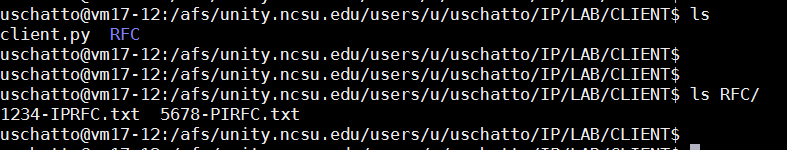 uschatto@vm17-12:/afs/unity.ncsu.edu/users/u/uschatto/IP/LAB/CLIENT$ ls
client.py  RFC
uschatto@vm17-12:/afs/unity.ncsu.edu/users/u/uschatto/IP/LAB/CLIENT$
uschatto@vm17-12:/afs/unity.ncsu.edu/users/u/uschatto/IP/LAB/CLIENT$
uschatto@vm17-12:/afs/unity.ncsu.edu/users/u/uschatto/IP/LAB/CLIENT$ ls RFC/
1234-IPRFC.txt  5678-PIRFC.txt
uschatto@vm17-12:/afs/unity.ncsu.edu/users/u/uschatto/IP/LAB/CLIENT$